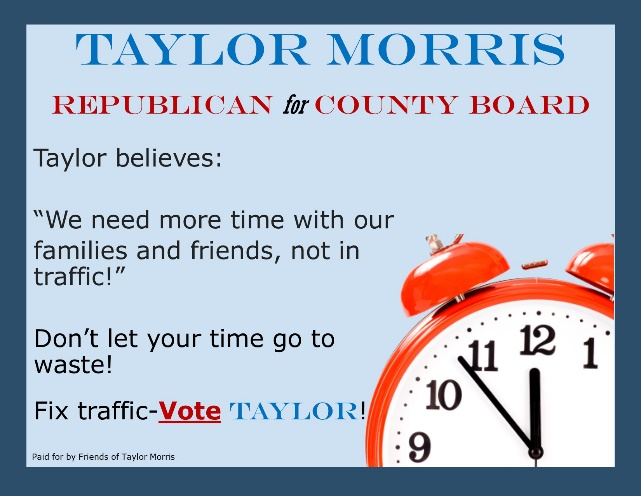 TAYLOR MORRIS
REPUBLICAN for COUNTY BOARD
Taylor believes:
“We need more time with our
families and friends, not in
traffic!”
Don’t let your time go to
waste!
Fix traffic-Vote TAYLOR!
Paid for by Friends of Taylor Morris
11 12 1
10
9